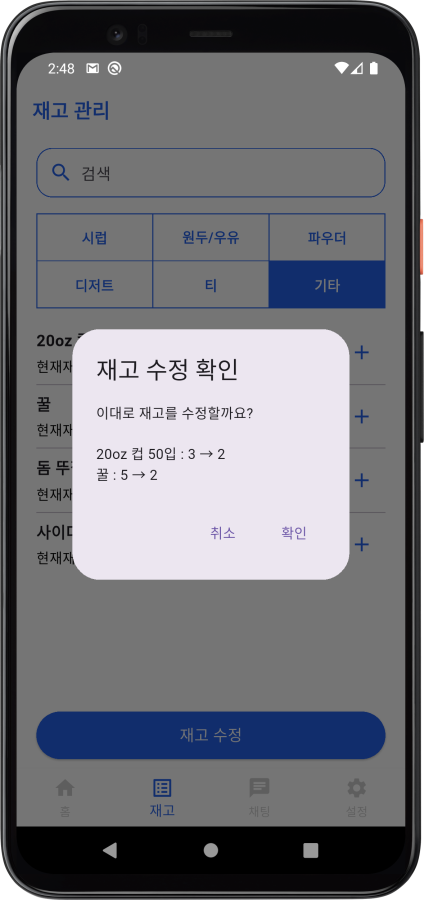 2:48
재고 관리
검색
시럽
원두/우유
파우더
디저트
티
기타
20oz
현재재
꿀
현재재
돔 뚜
현재재
사이
현재재
재고 수정 확인
이대로 재고를 수정할까요?
20oz 컵 50입 : 3 → 2
꿀 : 5 → 2
취소
확인
재고 수정
홈
재고
채팅
설정